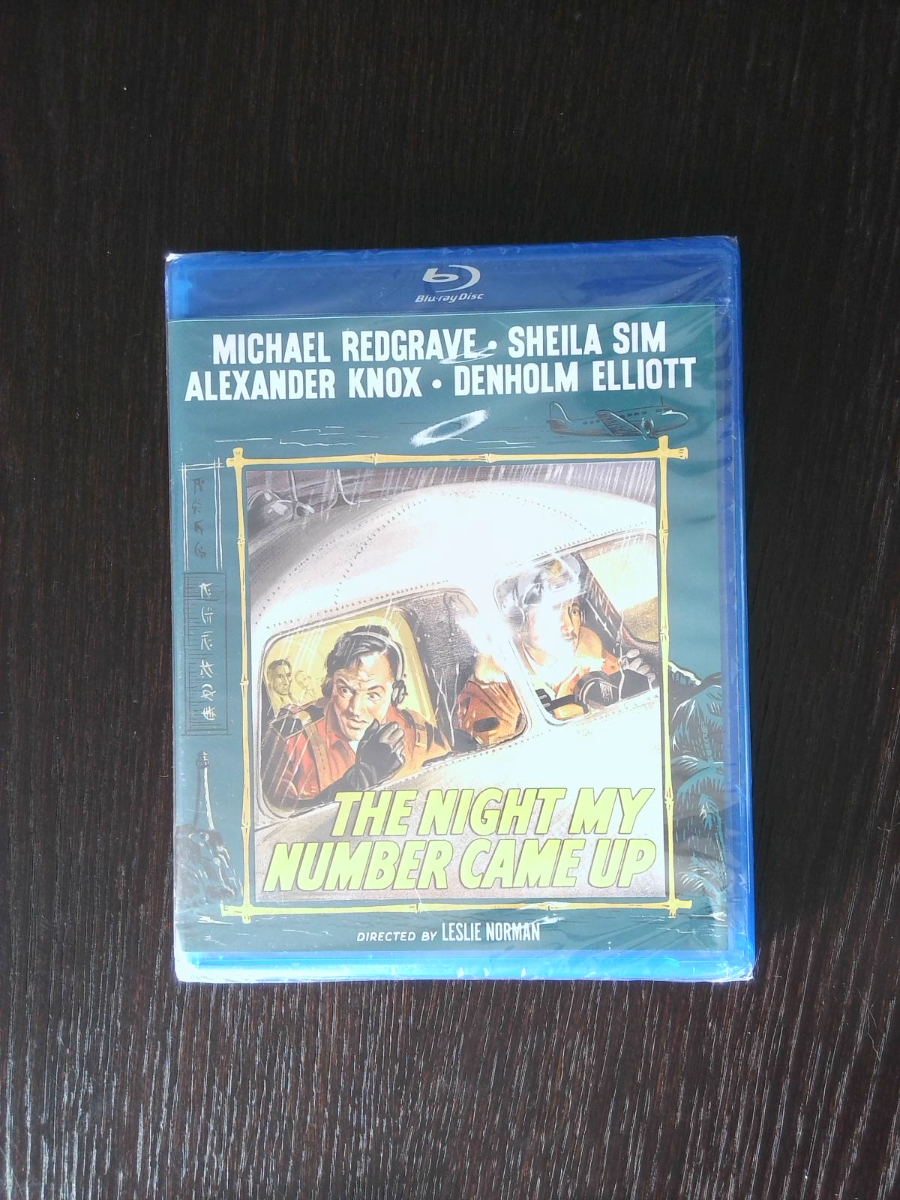 Blu-ray Disc
MICHAEL REDGRAVE • SHEILA SIM
ALEXANDER KNOX • DENHOLM ELLIOTT
THE NIGHT MY
NUMBER CAME UP
DIRECTED BY LESLIE NORMAN